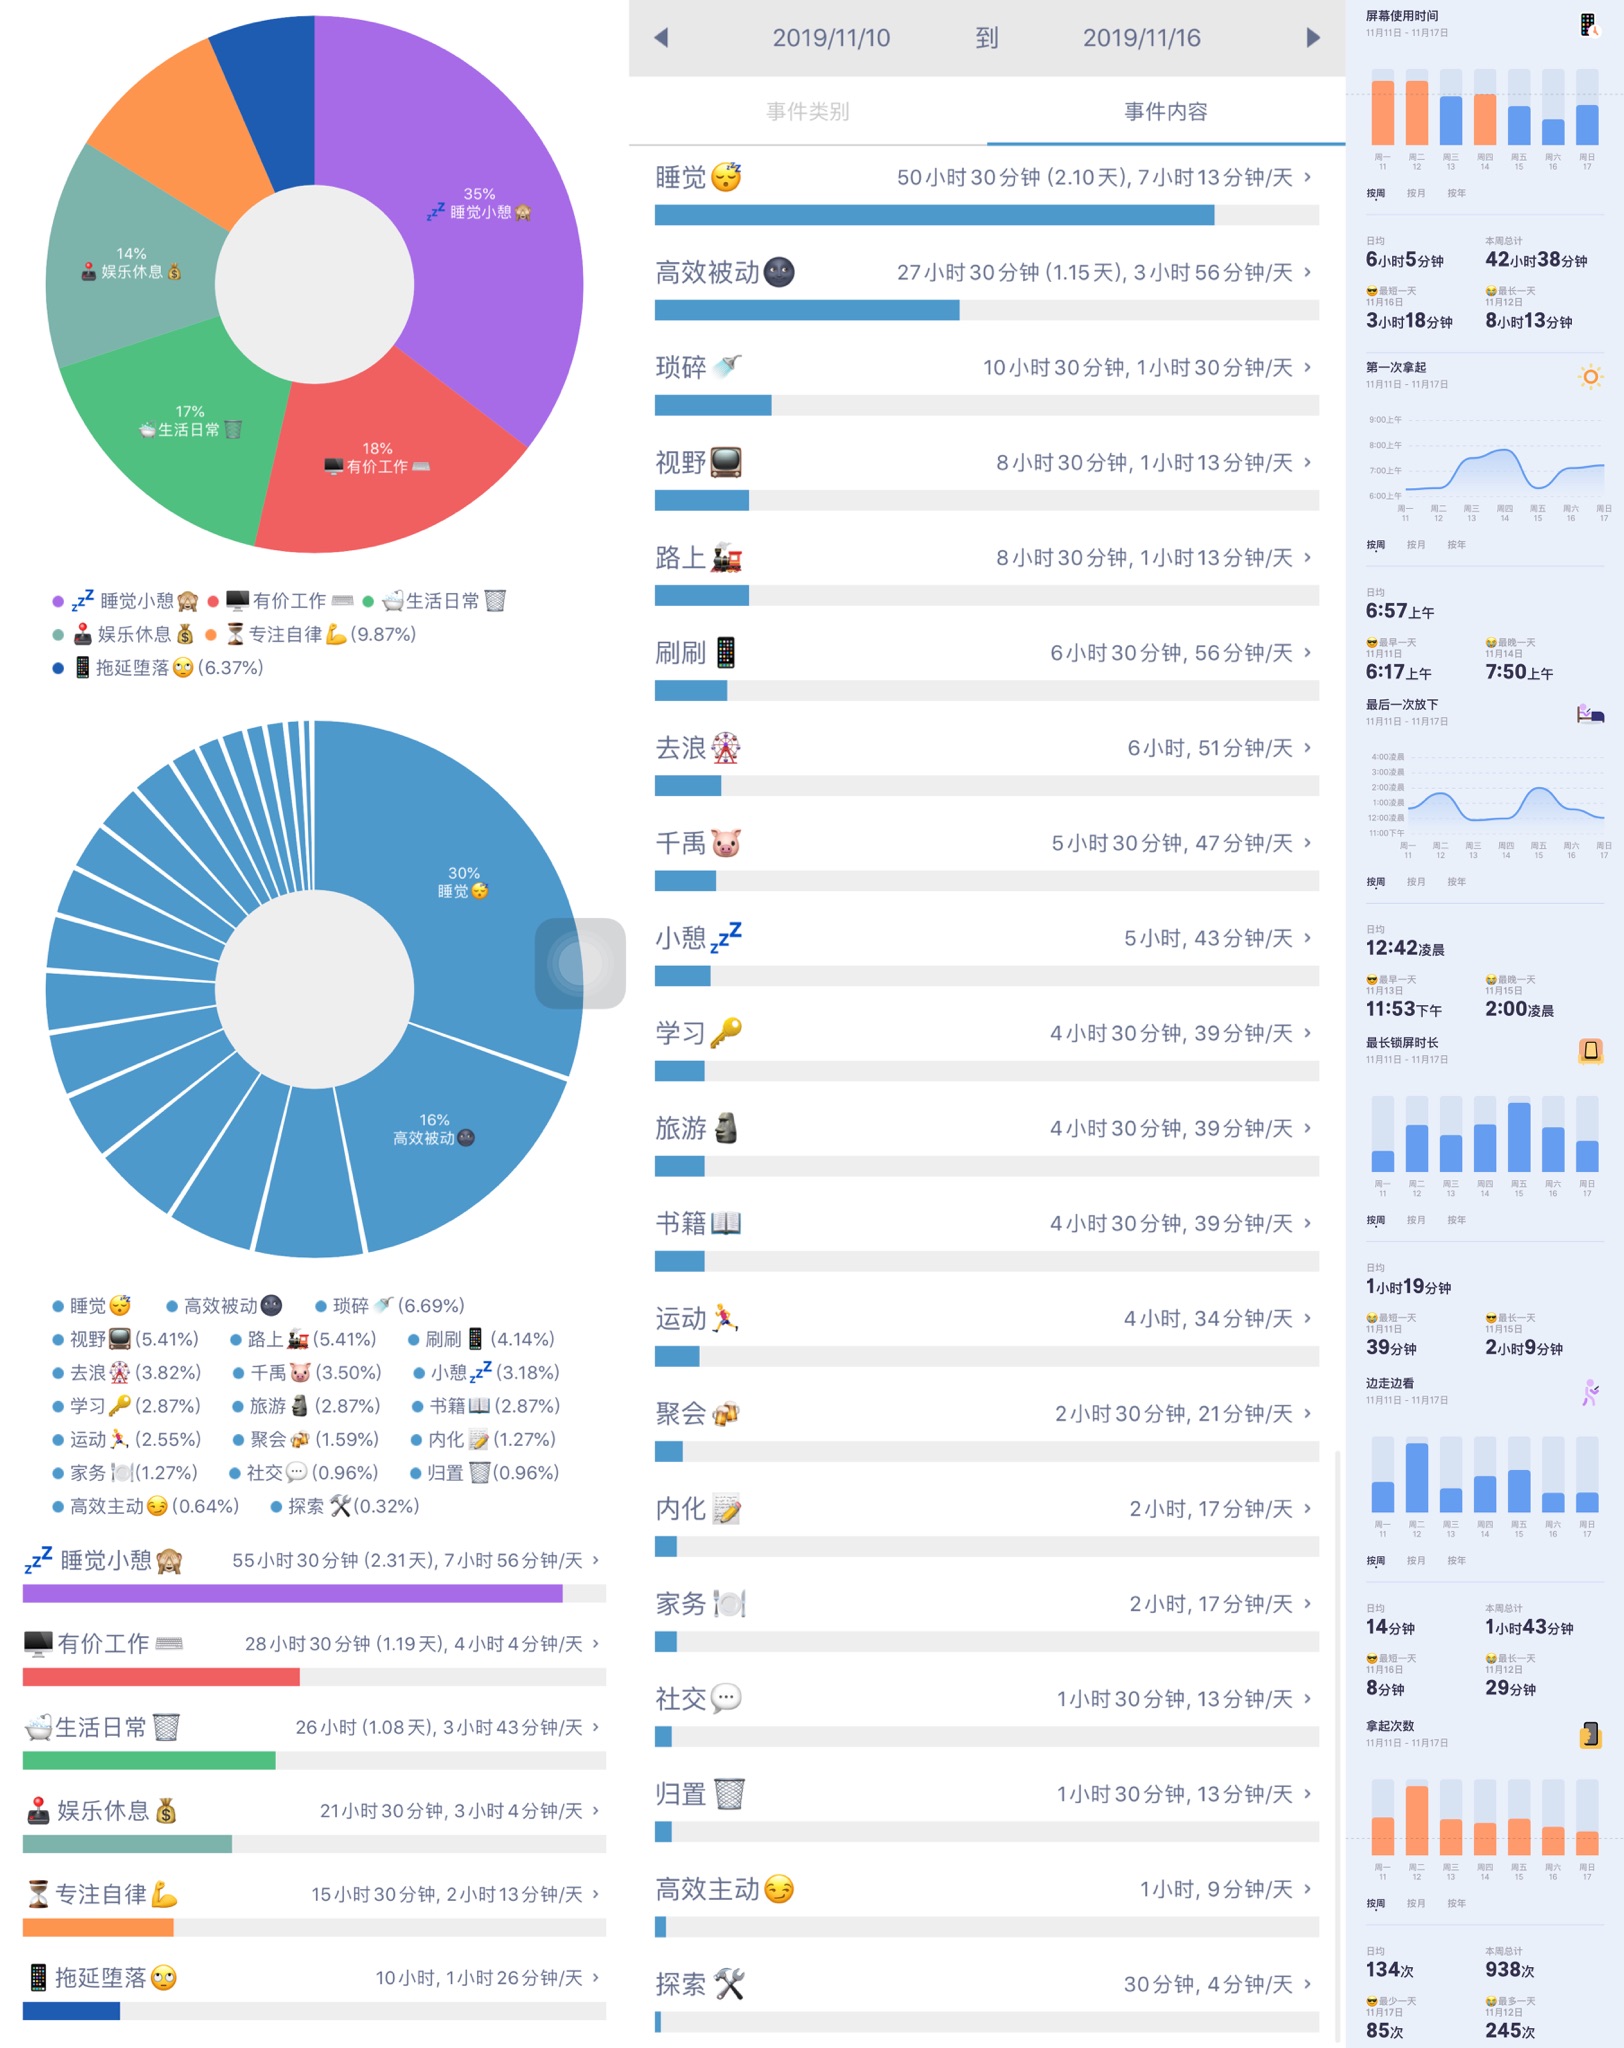 35%
睡觉小憩
14%
娱乐休息
17%
生活日常
18%
有价工作
睡觉小憩 有价工作 生活日常
娱乐休息 专注自律 (9.87%)
拖延堕落 (6.37%)
30%
睡觉
16%
高效被动
睡觉 高效被动 琐碎 (6.69%)
视野 (5.41%) 路上 (5.41%) 刷刷 (4.14%)
去浪 (3.82%) 千禹 (3.50%) 小憩 (3.18%)
学习 (2.87%) 旅游 (2.87%) 书籍 (2.87%)
运动 (2.55%) 聚会 (1.59%) 内化 (1.27%)
家务 (1.27%) 社交 (0.96%) 归置 (0.96%)
高效主动 (0.64%) 探索 (0.32%)
睡觉小憩 55小时30分钟 (2.31天), 7小时56分钟/天 ›
有价工作 28小时30分钟 (1.19天), 4小时4分钟/天 ›
生活日常 26小时 (1.08天), 3小时43分钟/天 ›
娱乐休息 21小时30分钟, 3小时4分钟/天 ›
专注自律 15小时30分钟, 2小时13分钟/天 ›
拖延堕落 10小时, 1小时26分钟/天 ›
2019/11/10 到 2019/11/16
事件类别 事件内容
睡觉 50小时30分钟 (2.10天), 7小时13分钟/天 ›
高效被动 27小时30分钟 (1.15天), 3小时56分钟/天 ›
琐碎 10小时30分钟, 1小时30分钟/天 ›
视野 8小时30分钟, 1小时13分钟/天 ›
路上 8小时30分钟, 1小时13分钟/天 ›
刷刷 6小时30分钟, 56分钟/天 ›
去浪 6小时, 51分钟/天 ›
千禹 5小时30分钟, 47分钟/天 ›
小憩 5小时, 43分钟/天 ›
学习 4小时30分钟, 39分钟/天 ›
旅游 4小时30分钟, 39分钟/天 ›
书籍 4小时30分钟, 39分钟/天 ›
运动 4小时, 34分钟/天 ›
聚会 2小时30分钟, 21分钟/天 ›
内化 2小时, 17分钟/天 ›
家务 2小时, 17分钟/天 ›
社交 1小时30分钟, 13分钟/天 ›
归置 1小时30分钟, 13分钟/天 ›
高效主动 1小时, 9分钟/天 ›
探索 30分钟, 4分钟/天 ›
屏幕使用时间
11月11日 - 11月17日
周一 周二 周三 周四 周五 周六 周日
11 12 13 14 15 16 17
按周 按月 按年
日均 本周总计
6小时5分钟 42小时38分钟
最短一天 最长一天
11月16日 11月12日
3小时18分钟 8小时13分钟
第一次拿起
11月11日 - 11月17日
9:00上午
8:00上午
7:00上午
6:00上午
周一 周二 周三 周四 周五 周六 周日
11 12 13 14 15 16 17
按周 按月 按年
日均
6:57上午
最早一天 最晚一天
11月11日 11月14日
6:17上午 7:50上午
最后一次放下
11月11日 - 11月17日
4:00凌晨
3:00凌晨
2:00凌晨
1:00凌晨
12:00凌晨
11:00下午
周一 周二 周三 周四 周五 周六 周日
11 12 13 14 15 16 17
按周 按月 按年
日均
12:42凌晨
最早一天 最晚一天
11月13日 11月15日
11:53下午 2:00凌晨
最长锁屏时长
11月11日 - 11月17日
周一 周二 周三 周四 周五 周六 周日
11 12 13 14 15 16 17
按周 按月 按年
日均
1小时19分钟
最短一天 最长一天
11月11日 11月15日
39分钟 2小时9分钟
边走边看
11月11日 - 11月17日
周一 周二 周三 周四 周五 周六 周日
11 12 13 14 15 16 17
按周 按月 按年
日均 本周总计
14分钟 1小时43分钟
最短一天 最长一天
11月16日 11月12日
8分钟 29分钟
拿起次数
11月11日 - 11月17日
周一 周二 周三 周四 周五 周六 周日
11 12 13 14 15 16 17
按周 按月 按年
日均 本周总计
134次 938次
最少一天 最多一天
11月17日 11月12日
85次 245次